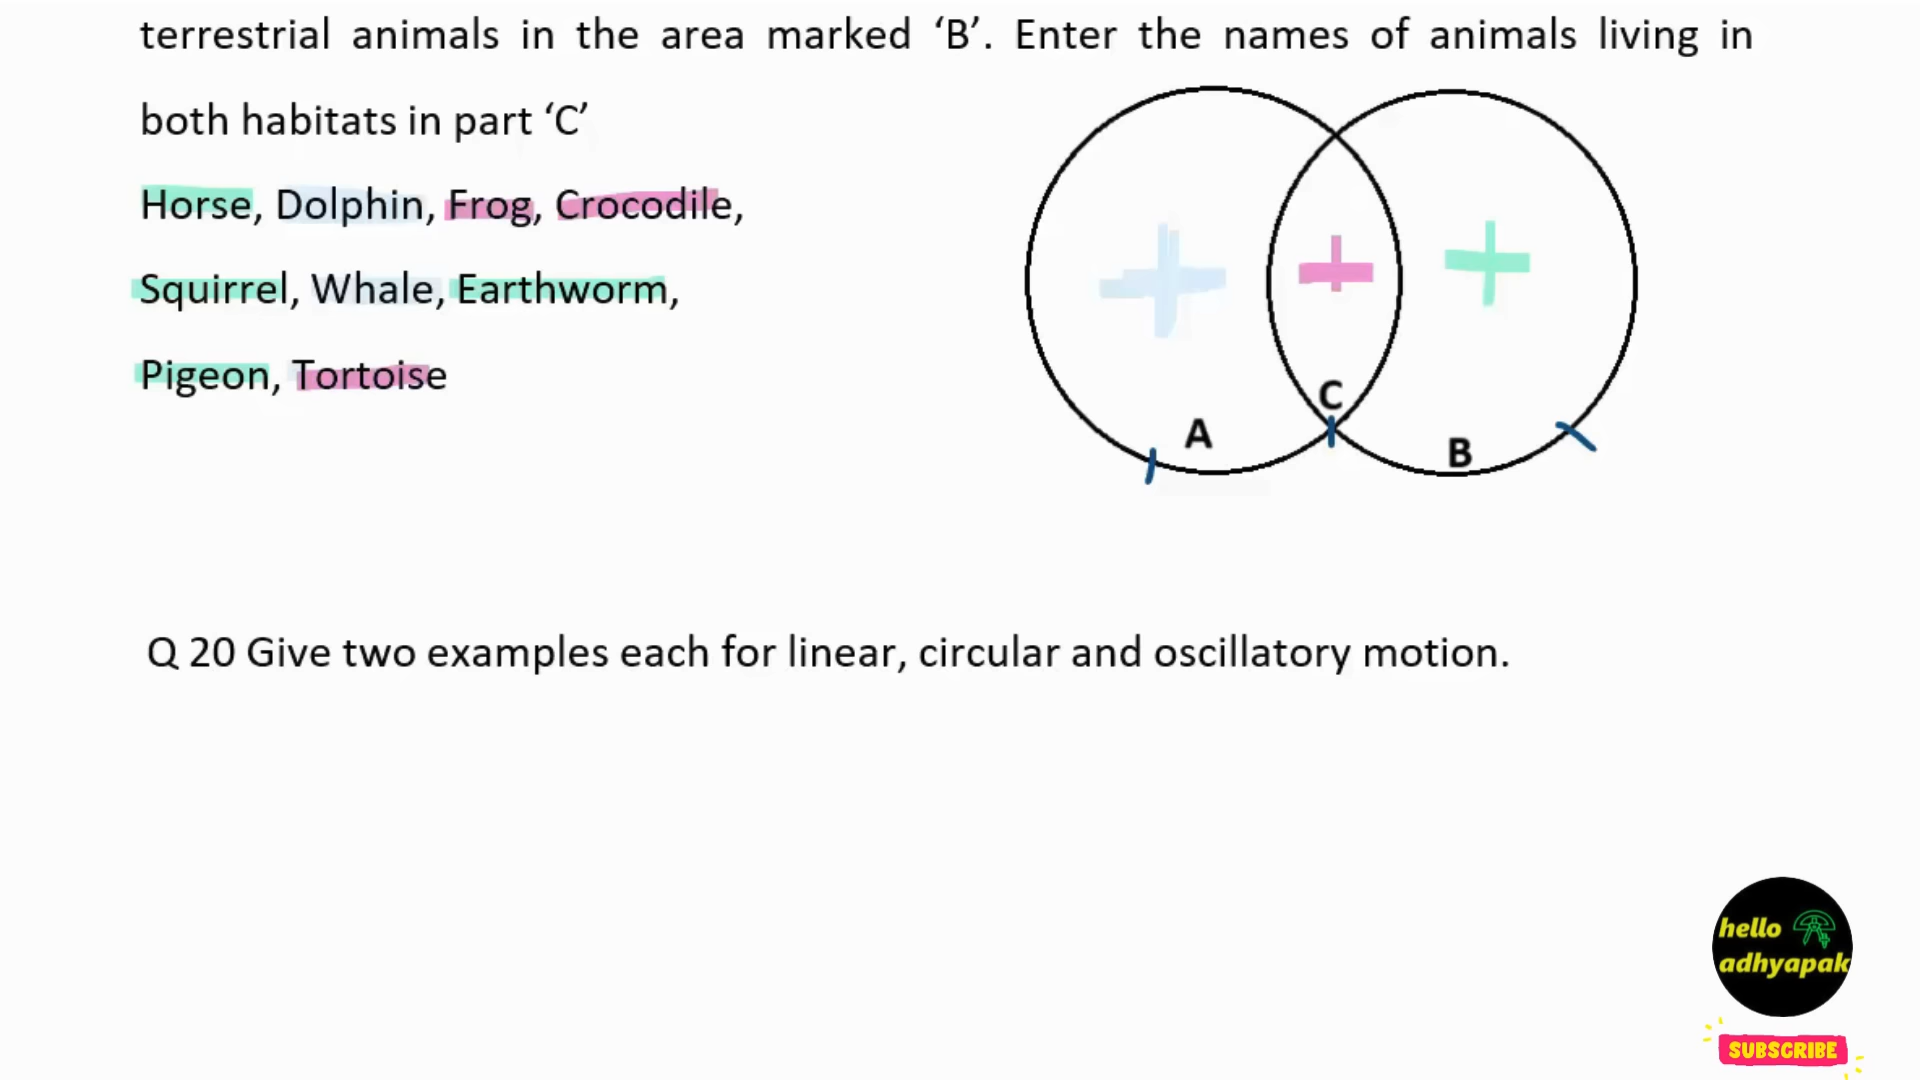 terrestrial animals in the area marked ‘B’. Enter the names of animals living in
both habitats in part ‘C’
Horse, Dolphin, Frog, Crocodile,
Squirrel, Whale, Earthworm,
Pigeon, Tortoise
C
A
B
Q 20 Give two examples each for linear, circular and oscillatory motion.
hello
adhyapak
SUBSCRIBE